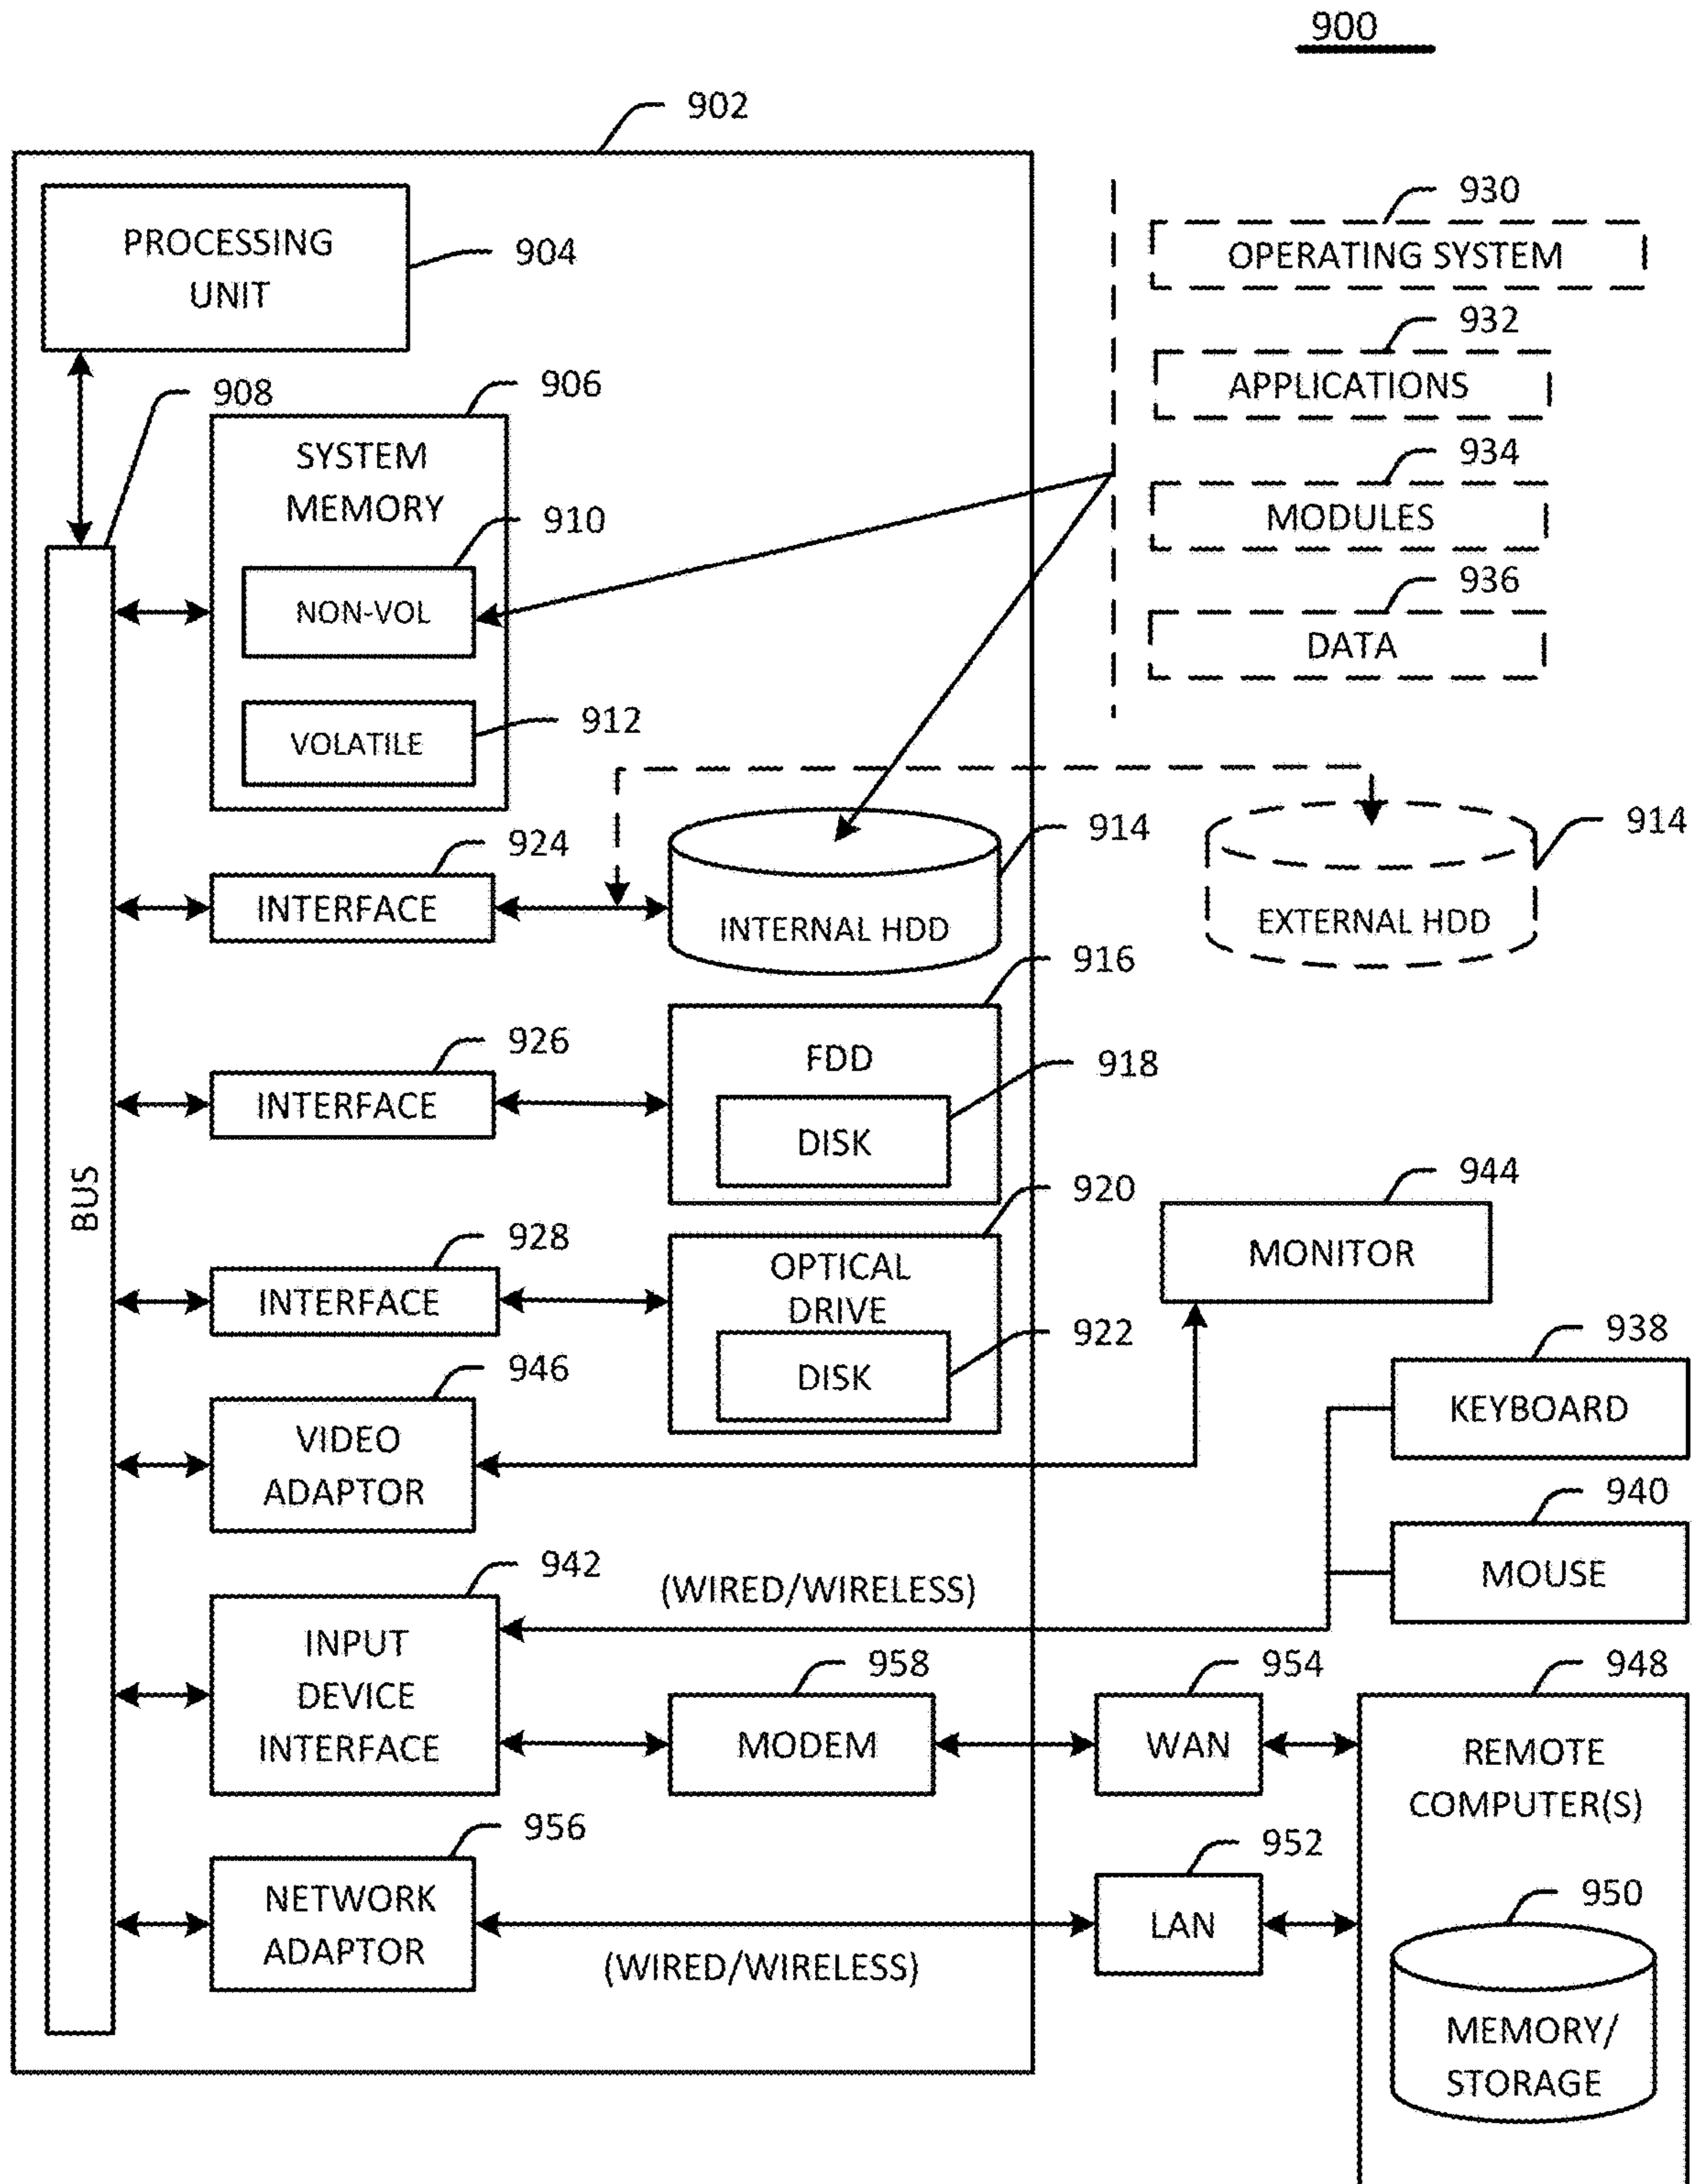 900
902
PROCESSING
UNIT
904
930
OPERATING SYSTEM
932
APPLICATIONS
934
MODULES
936
DATA
908
906
SYSTEM
MEMORY
910
NON-VOL
912
VOLATILE
924
INTERFACE
914
INTERNAL HDD
914
EXTERNAL HDD
916
926
INTERFACE
FDD
918
DISK
BUS
920
928
INTERFACE
OPTICAL
DRIVE
922
DISK
944
MONITOR
938
KEYBOARD
946
VIDEO
ADAPTOR
940
MOUSE
942
(WIRED/WIRELESS)
INPUT
DEVICE
INTERFACE
958
MODEM
954
WAN
948
REMOTE
COMPUTER(S)
956
NETWORK
ADAPTOR
(WIRED/WIRELESS)
952
LAN
950
MEMORY/
STORAGE